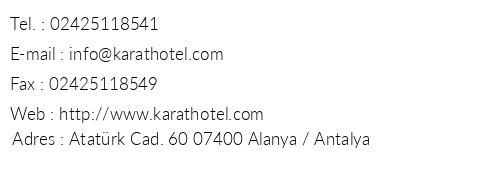 Tel. : 02425118541
E-mail : info@karathotel.com
Fax : 02425118549
Web : http://www.karathotel.com
Adres : Atatürk Cad. 60 07400 Alanya / Antalya